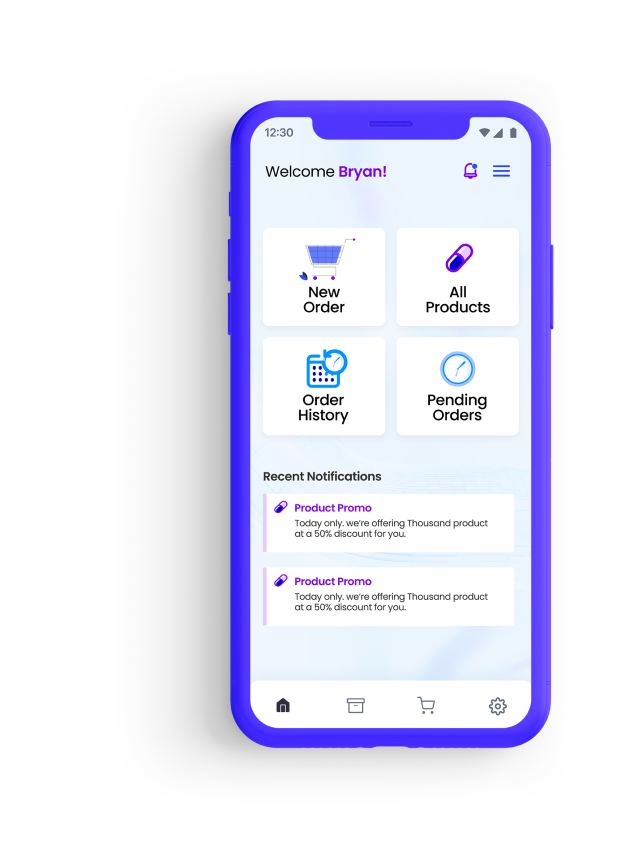 12:30
Welcome Bryan!
New
Order
All
Products
Order
History
Pending
Orders
Recent Notifications
Product Promo
Today only. we're offering Thousand product
at a 50% discount for you.
Product Promo
Today only. we're offering Thousand product
at a 50% discount for you.